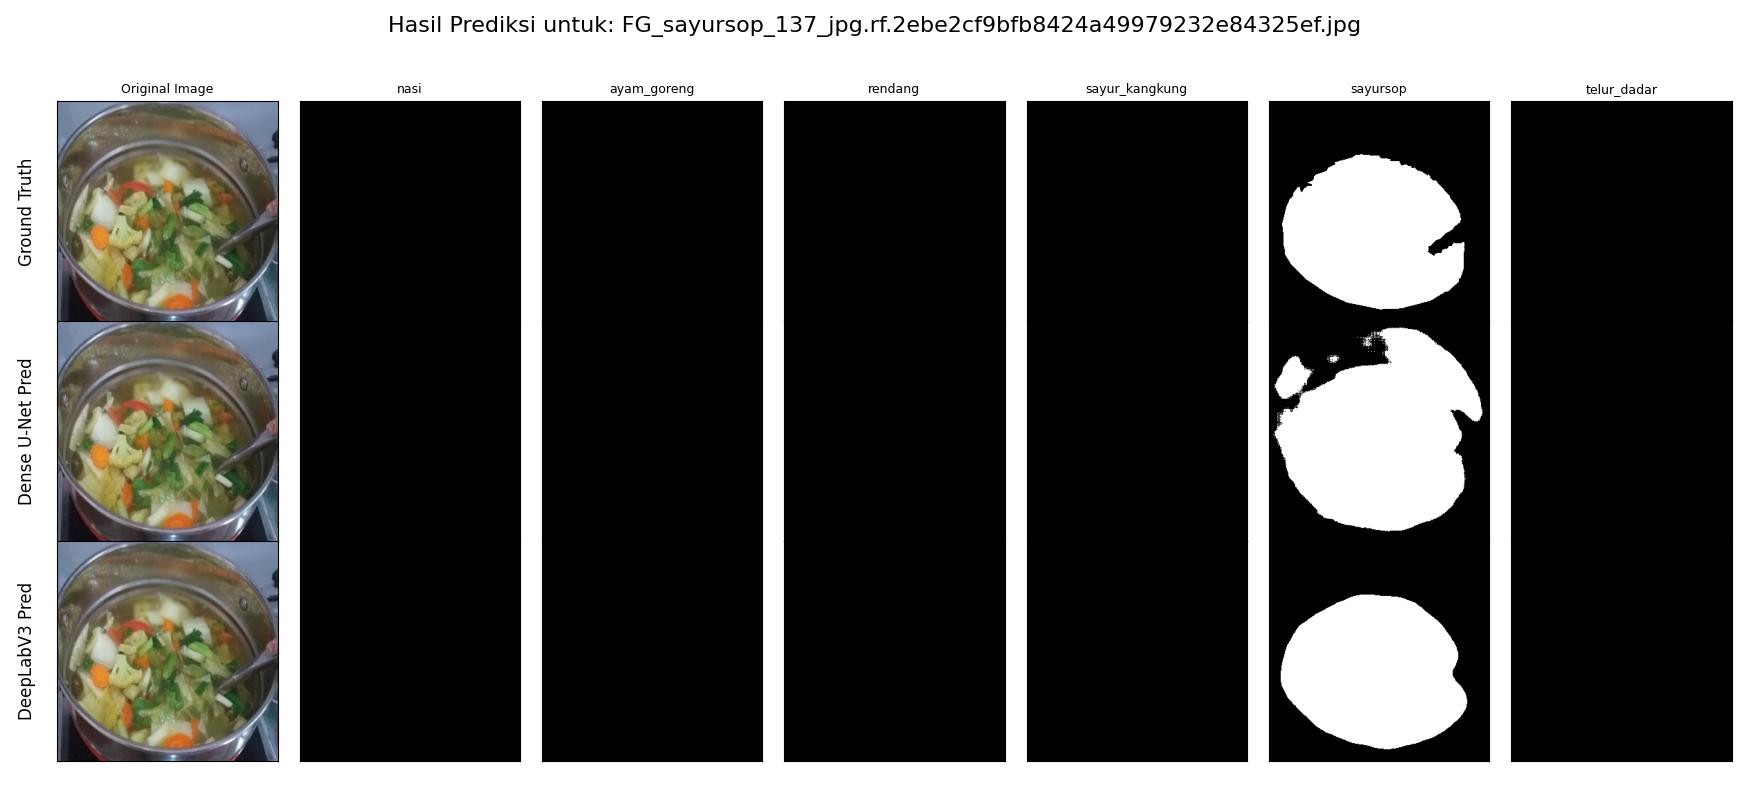 Hasil Prediksi untuk: FG_sayursop_137_jpg.rf.2ebe2cf9bfb8424a49979232e84325ef.jpg
Original Image
nasi
ayam_goreng
rendang
sayur_kangkung
sayursop
telur_dadar
Ground Truth
Dense U-Net Pred
DeepLabV3 Pred